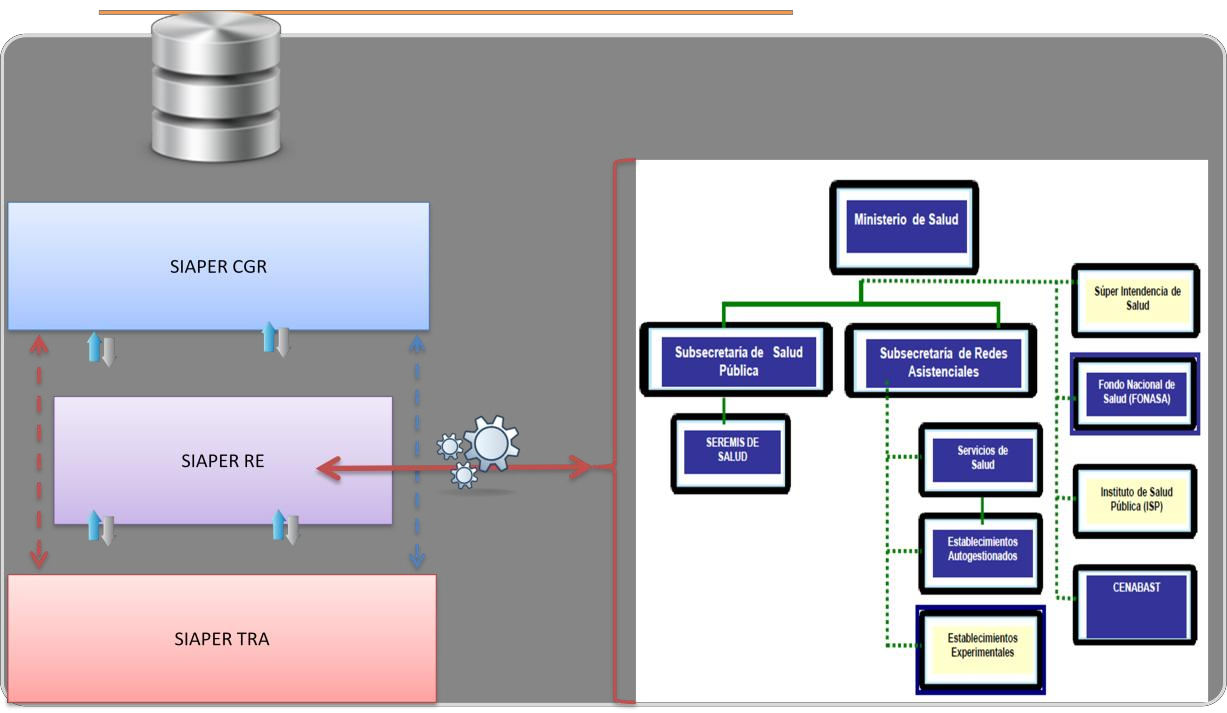 SIAPER CGR
SIAPER RE
SIAPER TRA
Ministerio de Salud
Subsecretaría de Salud
Pública
Subsecretaría de Redes
Asistenciales
SEREMIS DE
SALUD
Servicios de
Salud
Establecimientos
Autogestionados
Establecimientos
Experimentales
Súper Intendencia de
Salud
Fondo Nacional de
Salud (FONASA)
Instituto de Salud
Pública (ISP)
CENABAST